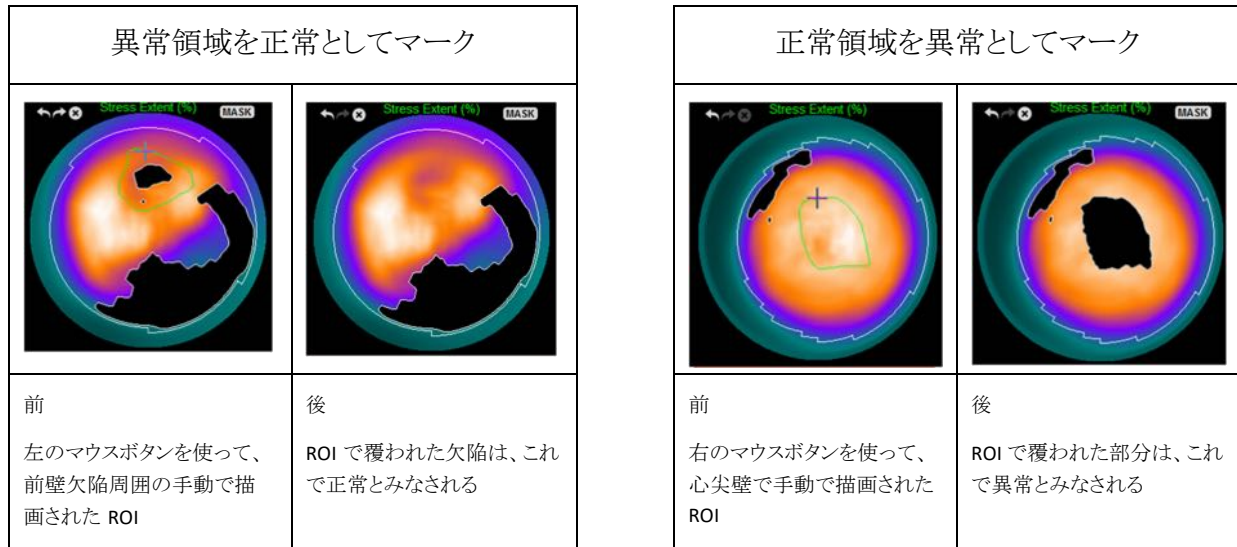 異常領域を正常としてマーク
Stress Extent (%)
MASK
Stress Extent (%)
MASK
前
左のマウスボタンを使って、
前壁欠陥周囲の手動で描
画された ROI
後
ROI で覆われた欠陥は、これ
で正常とみなされる
正常領域を異常としてマーク
Stress Extent (%)
MASK
Stress Extent (%)
MASK
前
右のマウスボタンを使って、
心尖壁で手動で描画された
ROI
後
ROI で覆われた部分は、これ
で異常とみなされる